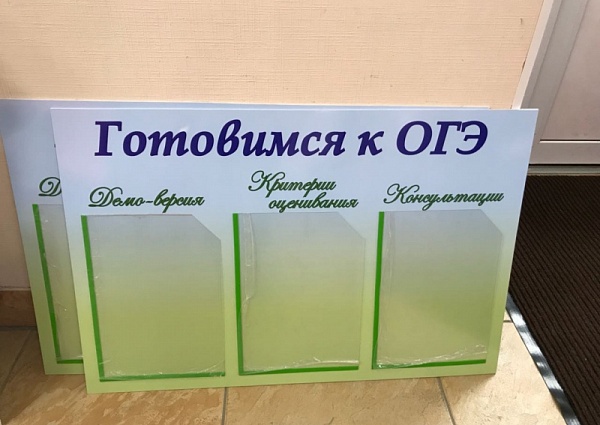 Готовимся к ОГЭ
Демо-версия
Критерии
оценивания
Консультации